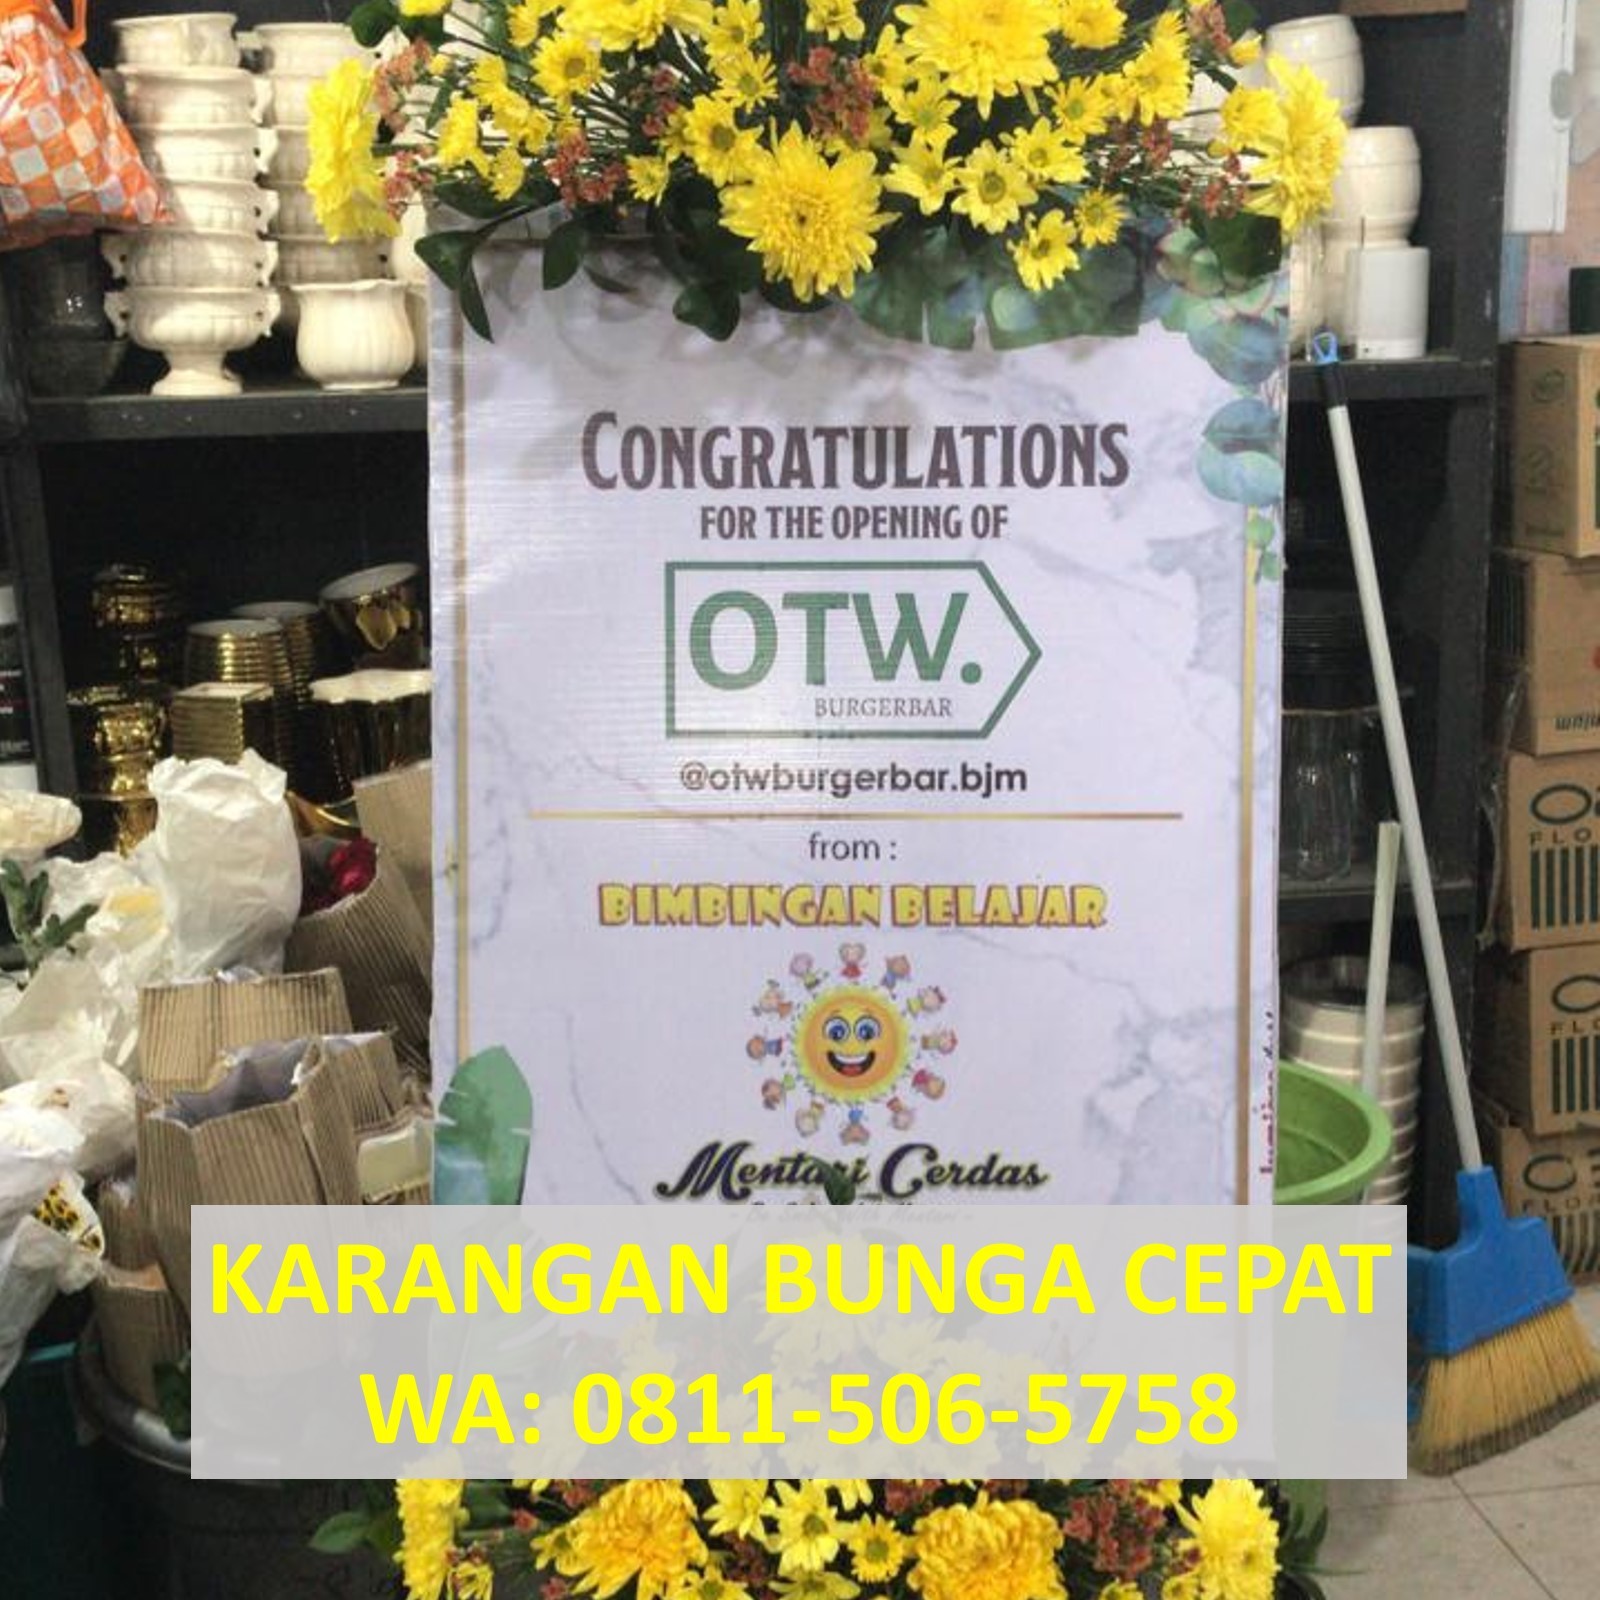 CONGRATULATIONS
FOR THE OPENING OF
OTW.
BURGERBAR
@otwburgerbar.bjm
from :
BIMBINGAN BELAJAR
Mentari Cerdas
KARANGAN BUNGA CEPAT
WA: 0811-506-5758